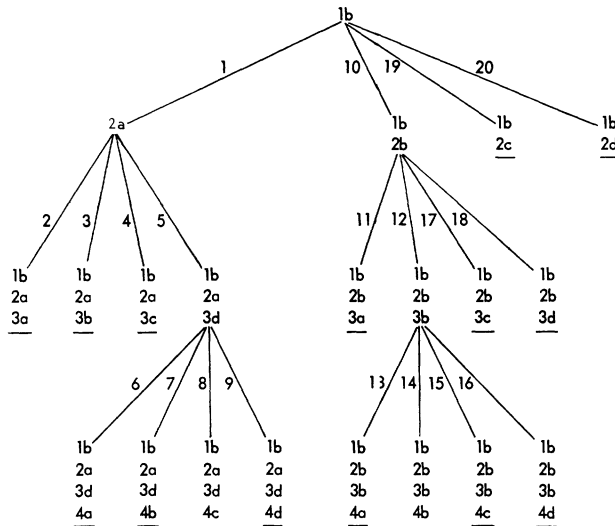 1b
1 10 19 20
2a 1b 1b 1b
2b 2c 2d
2 3 4 5 11 12 17 18
1b 1b 1b 1b 1b 1b 1b 1b
2a 2a 2a 2a 2b 2b 2b 2b
3a 3b 3c 3d 3a 3b 3c 3d
6 7 8 9 13 14 15 16
1b 1b 1b 1b 1b 1b 1b 1b
2a 2a 2a 2a 2b 2b 2b 2b
3d 3d 3d 3d 3b 3b 3b 3b
4a 4b 4c 4d 4a 4b 4c 4d